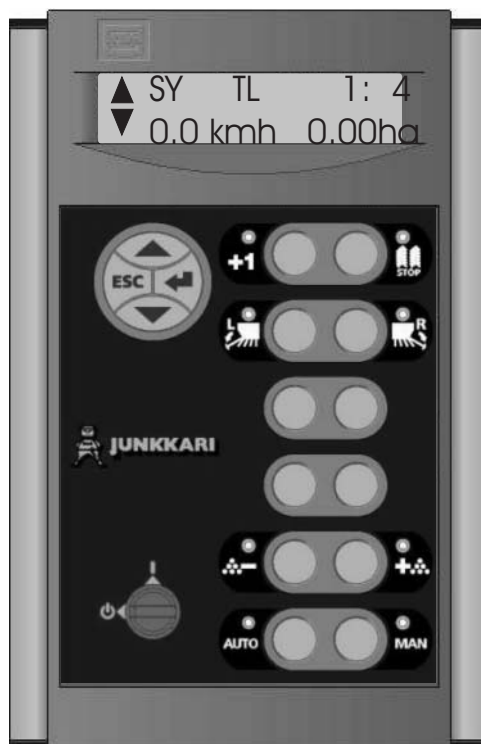 SY TL 1: 4
0.0 kmh 0.00ha
+1
STOP
ESC
L
R
JUNKKARI
I
AUTO
MAN